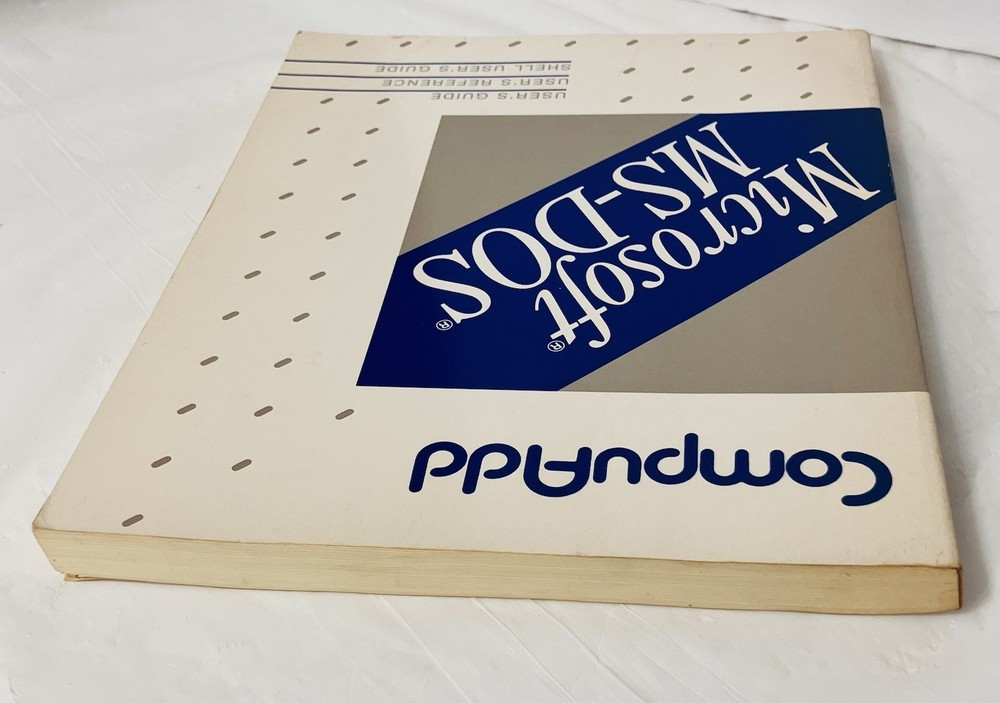 CompuAdd
Microsoft®
MS-DOS®
USER'S GUIDE
USER'S REFERENCE
SHELL USER'S GUIDE